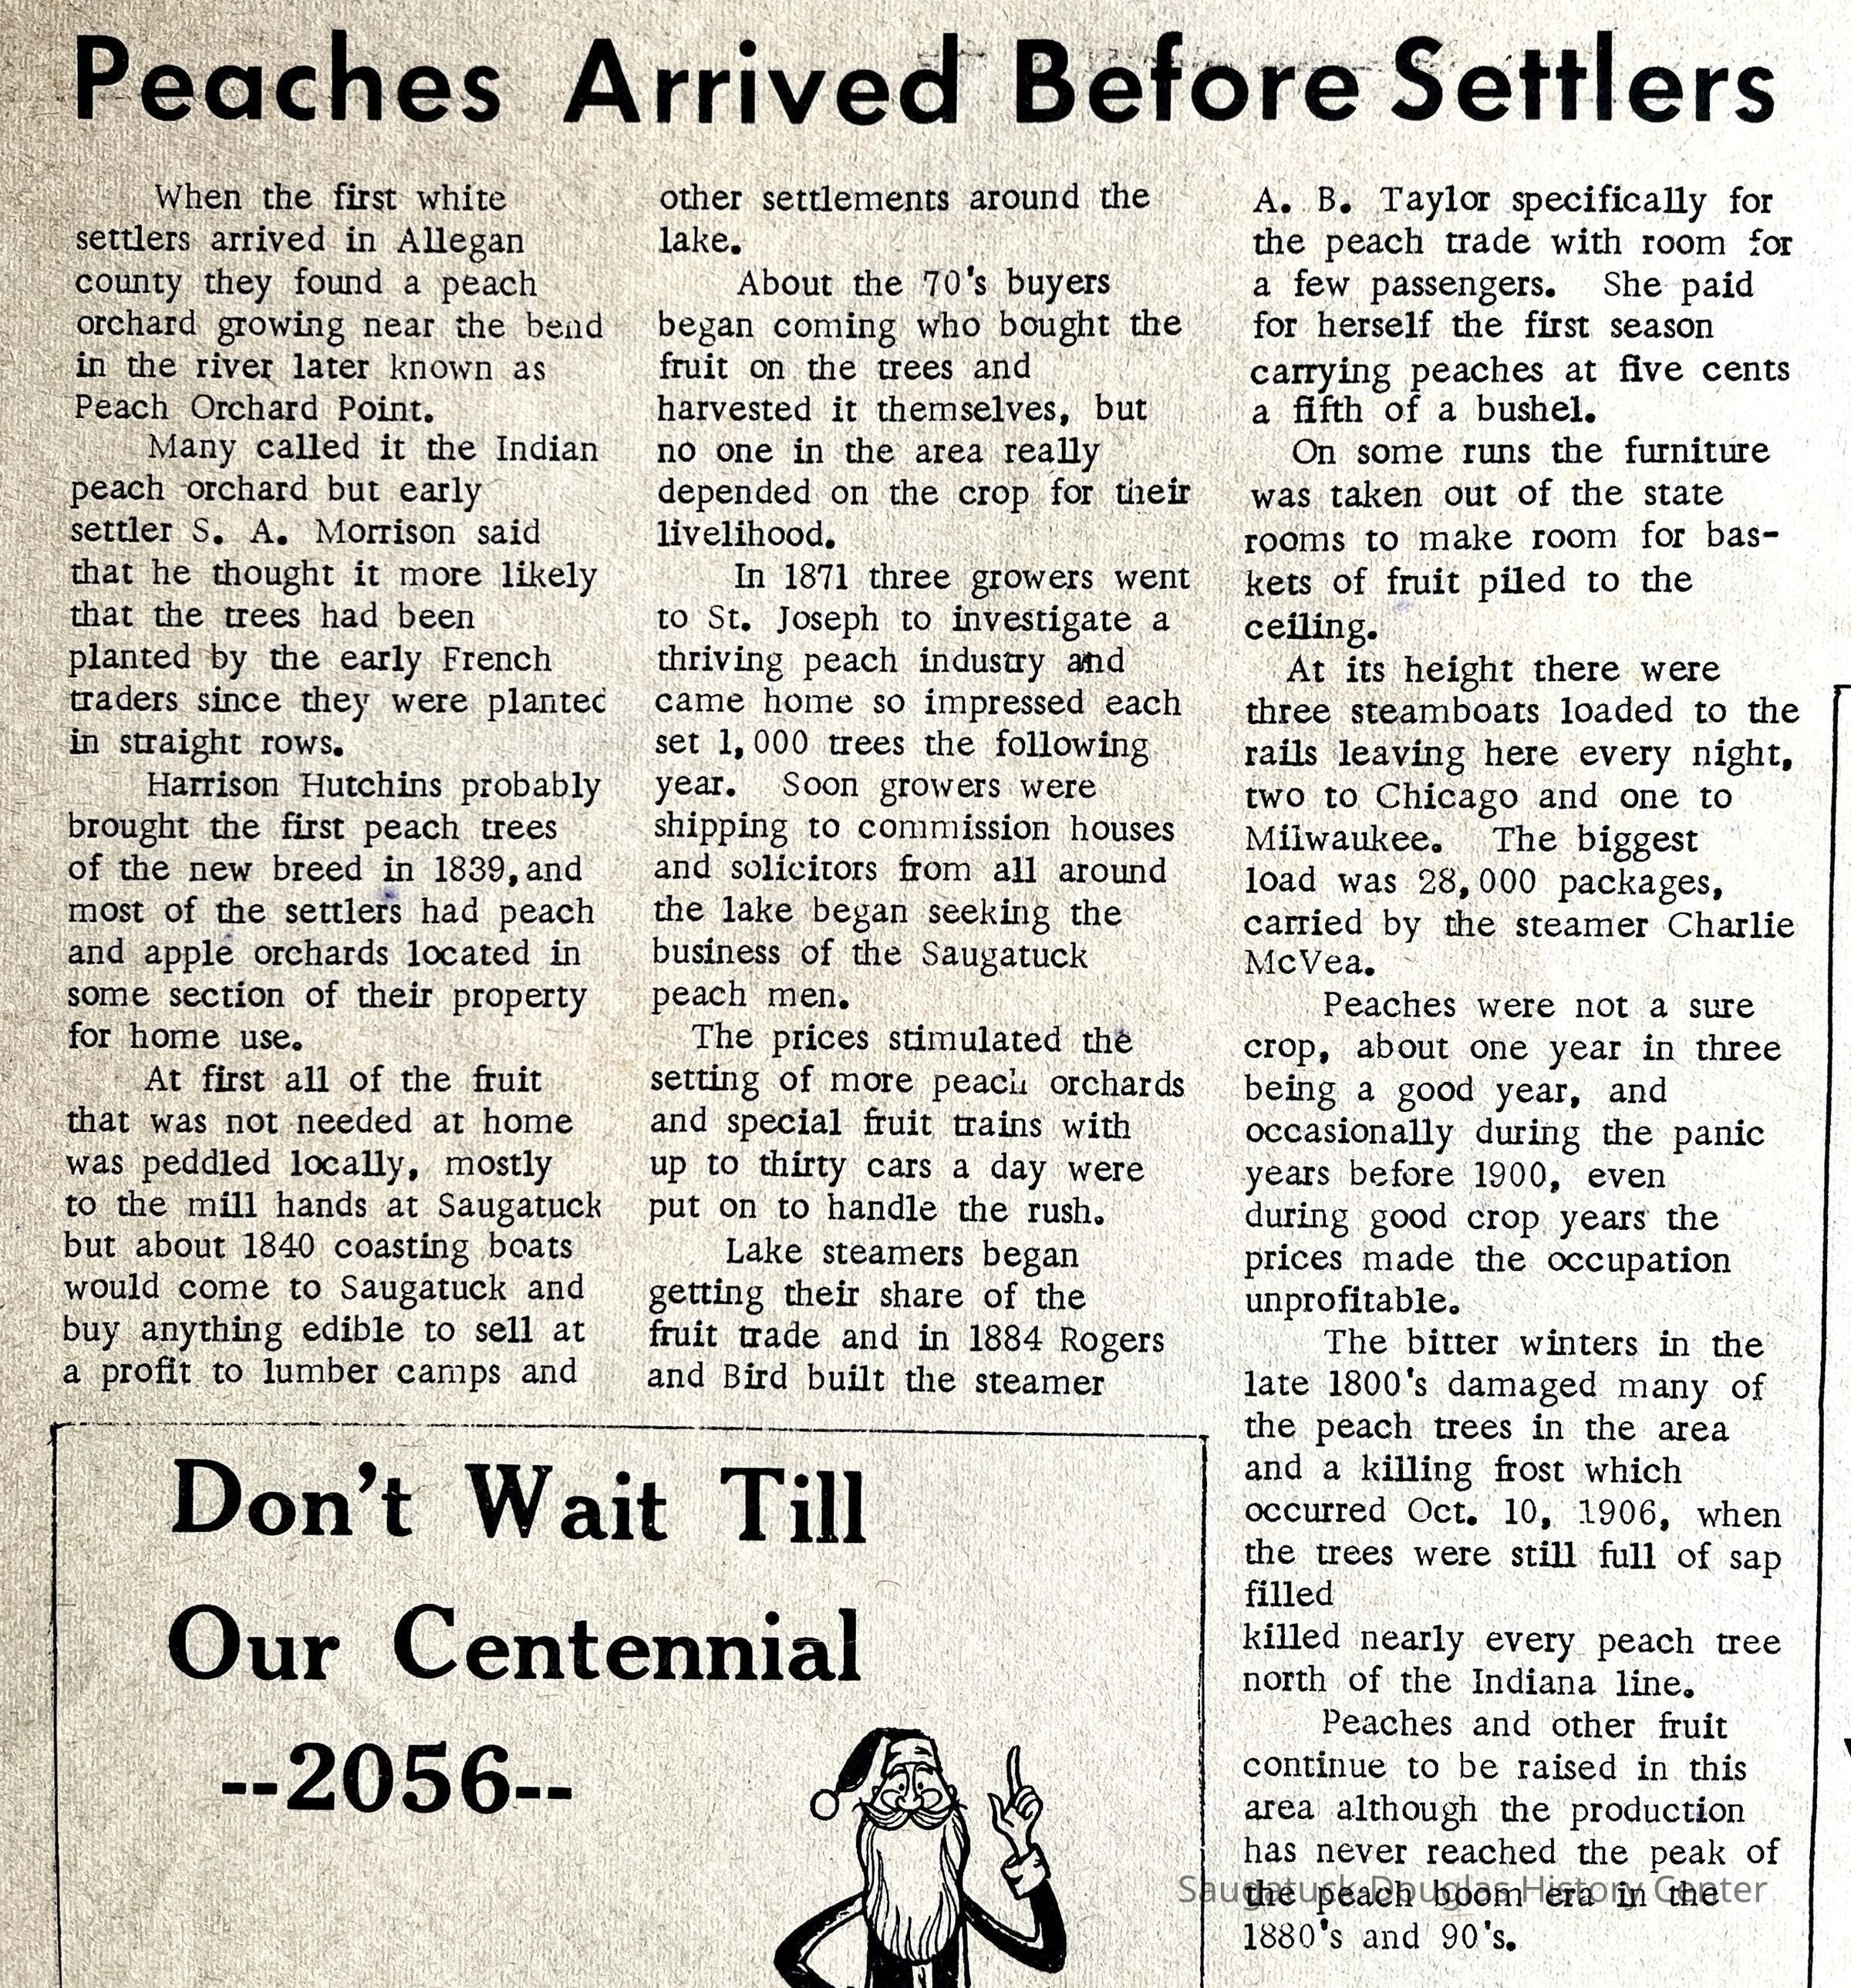 Peaches Arrived Before Settlers
When the first white
settlers arrived in Allegan
county they found a peach
orchard growing near the bend
in the river later known as
Peach Orchard Point.
Many called it the Indian
peach orchard but early
settler S. A. Morrison said
that he thought it more likely
that the trees had been
planted by the early French
traders since they were planted
in straight rows.
Harrison Hutchins probably
brought the first peach trees
of the new breed in 1839, and
most of the settlers had peach
and apple orchards located in
some section of their property
for home use.
At first all of the fruit
that was not needed at home
was peddled locally, mostly
to the mill hands at Saugatuck
but about 1840 coasting boats
would come to Saugatuck and
buy anything edible to sell at
a profit to lumber camps and
other settlements around the
lake.
About the 70's buyers
began coming who bought the
fruit on the trees and
harvested it themselves, but
no one in the area really
depended on the crop for their
livelihood.
In 1871 three growers went
to St. Joseph to investigate a
thriving peach industry and
came home so impressed each
set 1,000 trees the following
year. Soon growers were
shipping to commission houses
and solicitors from all around
the lake began seeking the
business of the Saugatuck
peach men.
The prices stimulated the
setting of more peach orchards
and special fruit trains with
up to thirty cars a day were
put on to handle the rush.
Lake steamers began
getting their share of the
fruit trade and in 1884 Rogers
and Bird built the steamer
A. B. Taylor specifically for
the peach trade with room for
a few passengers. She paid
for herself the first season
carrying peaches at five cents
a fifth of a bushel.
On some runs the furniture
was taken out of the state
rooms to make room for bas-
kets of fruit piled to the
ceiling.
At its height there were
three steamboats loaded to the
rails leaving here every night,
two to Chicago and one to
Milwaukee. The biggest
load was 28,000 packages,
carried by the steamer Charlie
McVea.
Peaches were not a sure
crop, about one year in three
being a good year, and
occasionally during the panic
years before 1900, even
during good crop years the
prices made the occupation
unprofitable.
The bitter winters in the
late 1800's damaged many of
the peach trees in the area
and a killing frost which
occurred Oct. 10, 1906, when
the trees were still full of sap
filled
killed nearly every peach tree
north of the Indiana line.
Peaches and other fruit
continue to be raised in this
area although the production
has never reached the peak of
the peach boom era in the
1880's and 90's.
Don't Wait Till
Our Centennial
--2056--
Saugatuck-Douglas History Center